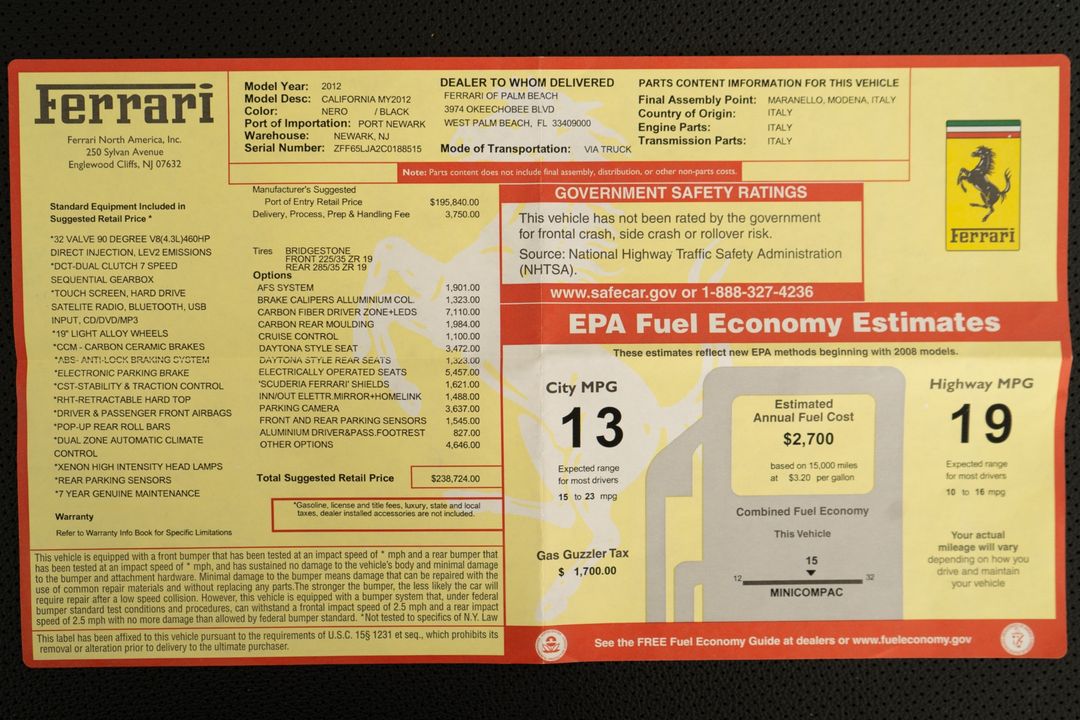 Ferrari
Ferrari North America, Inc.
250 Sylvan Avenue
Englewood Cliffs, NJ 07632
Model Year: 2012
Model Desc: CALIFORNIA MY2012
Color: NERO / BLACK
Port of Importation: PORT NEWARK
Warehouse: NEWARK, NJ
Serial Number: ZFF65LJA2C0188515
DEALER TO WHOM DELIVERED
FERRARI OF PALM BEACH
3974 OKEECHOBEE BLVD
WEST PALM BEACH, FL 33409000
Mode of Transportation: VIA TRUCK
PARTS CONTENT IMFORMATION FOR THIS VEHICLE
Final Assembly Point: MARANELLO, MODENA, ITALY
Country of Origin: ITALY
Engine Parts: ITALY
Transmission Parts: ITALY
Note: Parts content does not include final assembly, distribution, or other non-parts costs.
Ferrari
Standard Equipment Included in
Suggested Retail Price *
*32 VALVE 90 DEGREE V8(4.3L)460HP
DIRECT INJECTION, LEV2 EMISSIONS
*DCT-DUAL CLUTCH 7 SPEED
SEQUENTIAL GEARBOX
*TOUCH SCREEN, HARD DRIVE
SATELITE RADIO, BLUETOOTH, USB
INPUT, CD/DVD/MP3
*19" LIGHT ALLOY WHEELS
*CCM - CARBON CERAMIC BRAKES
*ABS- ANTI-LOCK BRAKING SYSTEM
*ELECTRONIC PARKING BRAKE
*CST-STABILITY & TRACTION CONTROL
*RHT-RETRACTABLE HARD TOP
*DRIVER & PASSENGER FRONT AIRBAGS
*POP-UP REAR ROLL BARS
*DUAL ZONE AUTOMATIC CLIMATE
CONTROL
*XENON HIGH INTENSITY HEAD LAMPS
*REAR PARKING SENSORS
*7 YEAR GENUINE MAINTENANCE
Warranty
Refer to Warranty Info Book for Specific Limitations
Manufacturer's Suggested
Port of Entry Retail Price $195,840.00
Delivery, Process, Prep & Handling Fee 3,750.00
Tires BRIDGESTONE
FRONT 225/35 ZR 19
REAR 285/35 ZR 19
Options
AFS SYSTEM 1,901.00
BRAKE CALIPERS ALLUMINIUM COL. 1,323.00
CARBON FIBER DRIVER ZONE+LEDS 7,110.00
CARBON REAR MOULDING 1,984.00
CRUISE CONTROL 1,100.00
DAYTONA STYLE SEAT 3,472.00
DAYTONA STYLE REAR SEATS 1,323.00
ELECTRICALLY OPERATED SEATS 5,457.00
'SCUDERIA FERRARI' SHIELDS 1,621.00
INN/OUT ELETTR.MIRROR+HOMELINK 1,488.00
PARKING CAMERA 3,637.00
FRONT AND REAR PARKING SENSORS 1,545.00
ALUMINIUM DRIVER&PASS.FOOTREST 827.00
OTHER OPTIONS 4,646.00
Total Suggested Retail Price $238,724.00
*Gasoline, license and title fees, luxury, state and local
taxes, dealer installed accessories are not included.
This vehicle is equipped with a front bumper that has been tested at an impact speed of * mph and a rear bumper that
has been tested at an impact speed of * mph, and has sustained no damage to the vehicle's body and minimal damage
to the bumper and attachment hardware. Minimal damage to the bumper means damage that can be repaired with the
use of common repair materials and without replacing any parts.The stronger the bumper, the less likely the car will
require repair after a low speed collision. However, this vehicle is equipped with a bumper system that, under federal
bumper standard test conditions and procedures, can withstand a frontal impact speed of 2.5 mph and a rear impact
speed of 2.5 mph with no more damage than allowed by federal bumper standard. *Not tested to specifics of N.Y. Law
This label has been affixed to this vehicle pursuant to the requirements of U.S.C. 15§ 1231 et seq., which prohibits its
removal or alteration prior to delivery to the ultimate purchaser.
GOVERNMENT SAFETY RATINGS
This vehicle has not been rated by the government
for frontal crash, side crash or rollover risk.
Source: National Highway Traffic Safety Administration
(NHTSA).
www.safecar.gov or 1-888-327-4236
EPA Fuel Economy Estimates
These estimates reflect new EPA methods beginning with 2008 models.
City MPG
13
Expected range
for most drivers
15 to 23 mpg
Gas Guzzler Tax
$ 1,700.00
Estimated
Annual Fuel Cost
$2,700
based on 15,000 miles
at $3.20 per gallon
Combined Fuel Economy
This Vehicle
15
12 32
MINICOMPAC
Highway MPG
19
Expected range
for most drivers
10 to 16 mpg
Your actual
mileage will vary
depending on how you
drive and maintain
your vehicle
See the FREE Fuel Economy Guide at dealers or www.fueleconomy.gov